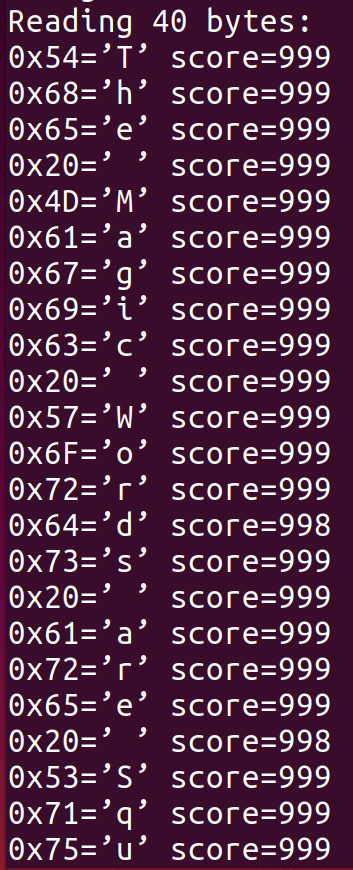 Reading 40 bytes:
0x54=’T’ score=999
0x68=’h’ score=999
0x65=’e’ score=999
0x20=’ ’ score=999
0x4D=’M’ score=999
0x61=’a’ score=999
0x67=’g’ score=999
0x69=’i’ score=999
0x63=’c’ score=999
0x20=’ ’ score=999
0x57=’W’ score=999
0x6F=’o’ score=999
0x72=’r’ score=999
0x64=’d’ score=998
0x73=’s’ score=999
0x20=’ ’ score=999
0x61=’a’ score=999
0x72=’r’ score=999
0x65=’e’ score=999
0x20=’ ’ score=998
0x53=’S’ score=999
0x71=’q’ score=999
0x75=’u’ score=999